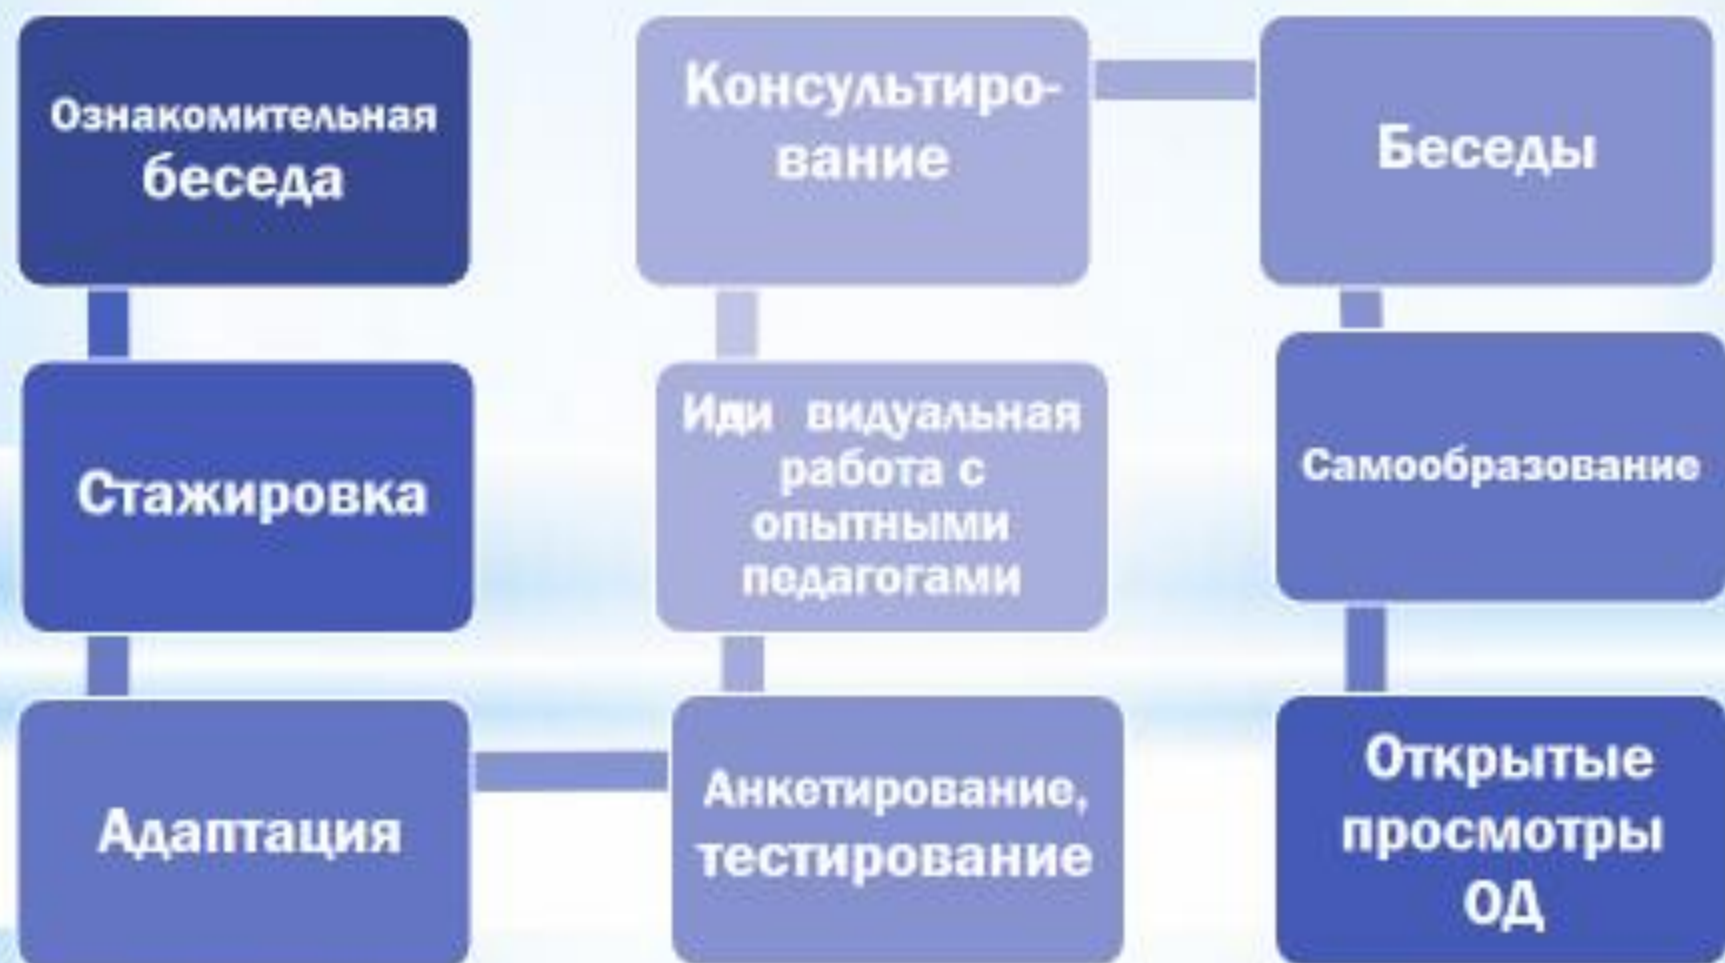 Ознакомительная
беседа
Стажировка
Адаптация
Анкетирование,
тестирование
Иди видуальная
работа с
опытными
педагогами
Консультиро-
вание
Беседы
Самообразование
Открытые
просмотры
ОД